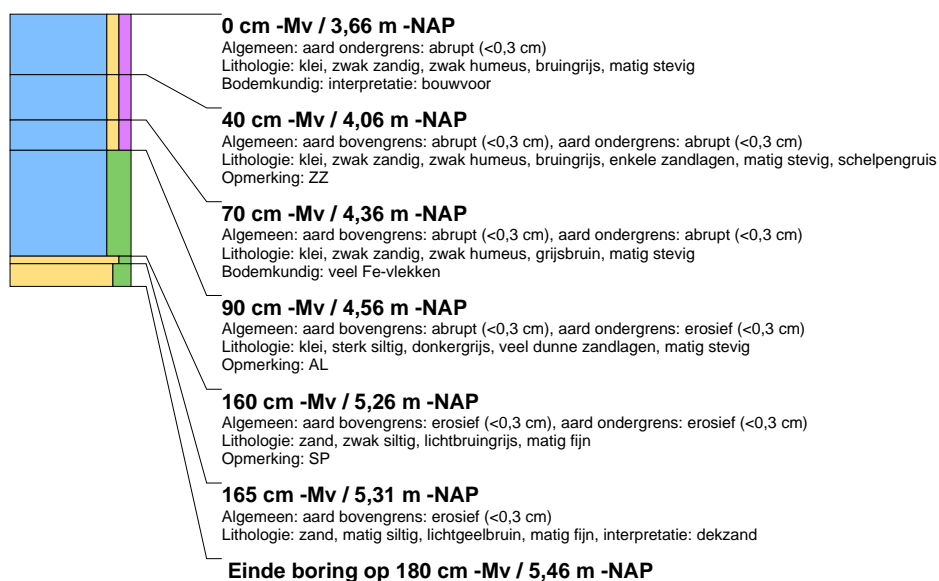 0 cm -Mv / 3,66 m -NAP
Algemeen: aard ondergrens: abrupt (<0,3 cm)
Lithologie: klei, zwak zandig, zwak humeus, bruingrijs, matig stevig
Bodemkundig: interpretatie: bouwvoor
40 cm -Mv / 4,06 m -NAP
Algemeen: aard bovengrens: abrupt (<0,3 cm), aard ondergrens: abrupt (<0,3 cm)
Lithologie: klei, zwak zandig, zwak humeus, bruingrijs, enkele zandlagen, matig stevig, schelpengruis
Opmerking: ZZ
70 cm -Mv / 4,36 m -NAP
Algemeen: aard bovengrens: abrupt (<0,3 cm), aard ondergrens: abrupt (<0,3 cm)
Lithologie: klei, zwak zandig, zwak humeus, grijsbruin, matig stevig
Bodemkundig: veel Fe-vlekken
90 cm -Mv / 4,56 m -NAP
Algemeen: aard bovengrens: abrupt (<0,3 cm), aard ondergrens: erosief (<0,3 cm)
Lithologie: klei, sterk siltig, donkergrijs, veel dunne zandlagen, matig stevig
Opmerking: AL
160 cm -Mv / 5,26 m -NAP
Algemeen: aard bovengrens: erosief (<0,3 cm), aard ondergrens: erosief (<0,3 cm)
Lithologie: zand, zwak siltig, lichtbruingrijs, matig fijn
Opmerking: SP
165 cm -Mv / 5,31 m -NAP
Algemeen: aard bovengrens: erosief (<0,3 cm)
Lithologie: zand, matig siltig, lichtgeelbruin, matig fijn, interpretatie: dekzand
Einde boring op 180 cm -Mv / 5,46 m -NAP